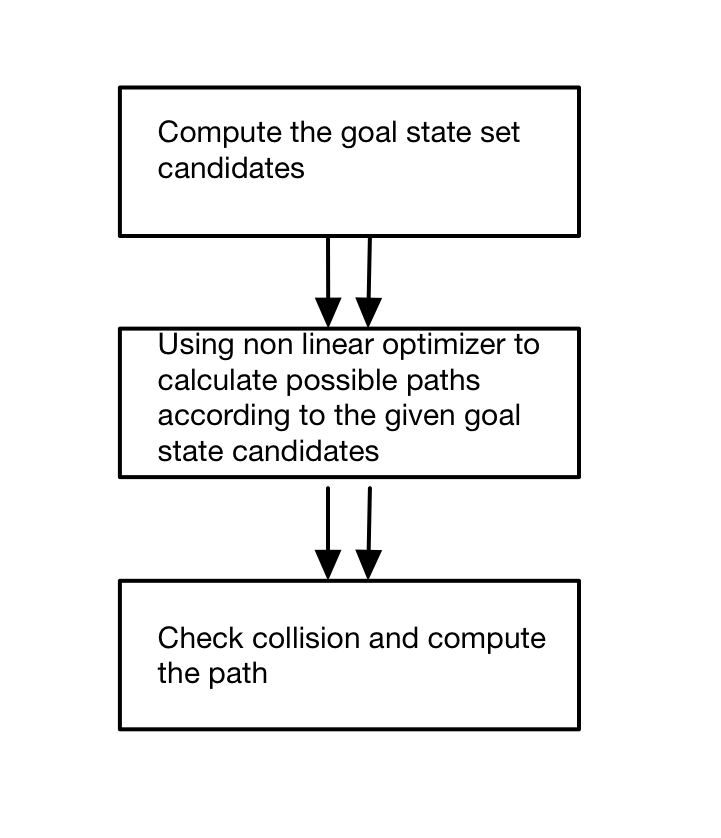 Compute the goal state set
candidates
Using non linear optimizer to
calculate possible paths
according to the given goal
state candidates
Check collision and compute
the path